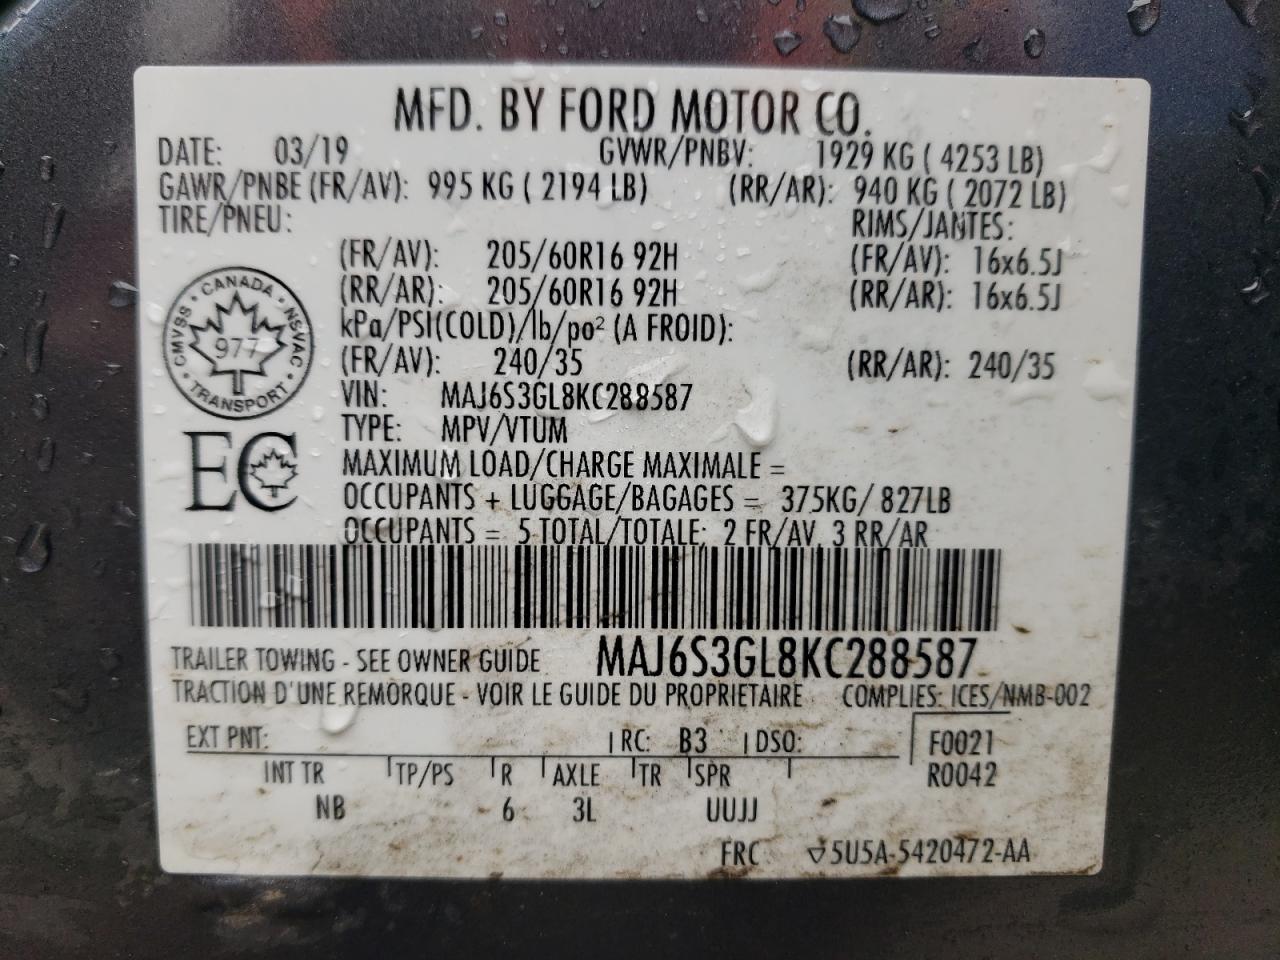 MFD. BY FORD MOTOR CO.
DATE: 03/19 GVWR/PNBV: 1929 KG ( 4253 LB)
GAWR/PNBE (FR/AV): 995 KG ( 2194 LB) (RR/AR): 940 KG ( 2072 LB)
TIRE/PNEU: RIMS/JANTES:
(FR/AV): 205/60R16 92H (FR/AV): 16x6.5J
(RR/AR): 205/60R16 92H (RR/AR): 16x6.5J
kPa/PSI(COLD)/lb/po² (A FROID):
(FR/AV): 240/35 (RR/AR): 240/35
CANADA · NSVAC · TRANSPORT · CMVSS
977
VIN: MAJ6S3GL8KC288587
TYPE: MPV/VTUM
EC
MAXIMUM LOAD/CHARGE MAXIMALE =
OCCUPANTS + LUGGAGE/BAGAGES = 375KG/ 827LB
OCCUPANTS = 5 TOTAL/TOTALE: 2 FR/AV, 3 RR/AR
TRAILER TOWING - SEE OWNER GUIDE MAJ6S3GL8KC288587
TRACTION D'UNE REMORQUE - VOIR LE GUIDE DU PROPRIETAIRE COMPLIES: ICES/NMB-002
EXT PNT: RC: B3 DSO: F0021
INT TR TP/PS R AXLE TR SPR R0042
NB 6 3L UUJJ
FRC 5U5A-5420472-AA